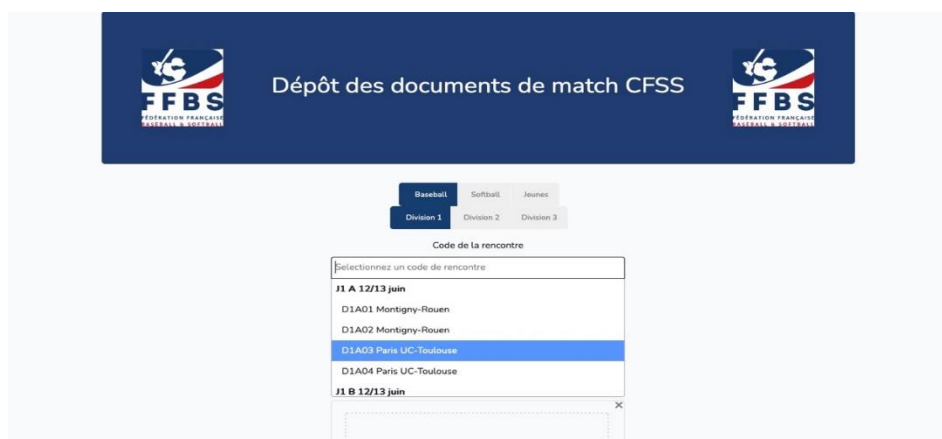 Dépôt des documents de match CFSS
FFBS
FÉDÉRATION FRANÇAISE
BASEBALL & SOFTBALL
FFBS
FÉDÉRATION FRANÇAISE
BASEBALL & SOFTBALL
Baseball Softball Jeunes
Division 1 Division 2 Division 3
Code de la rencontre
Selectionnez un code de rencontre
J1 A 12/13 juin
D1A01 Montigny-Rouen
D1A02 Montigny-Rouen
D1A03 Paris UC-Toulouse
D1A04 Paris UC-Toulouse
J1 B 12/13 juin